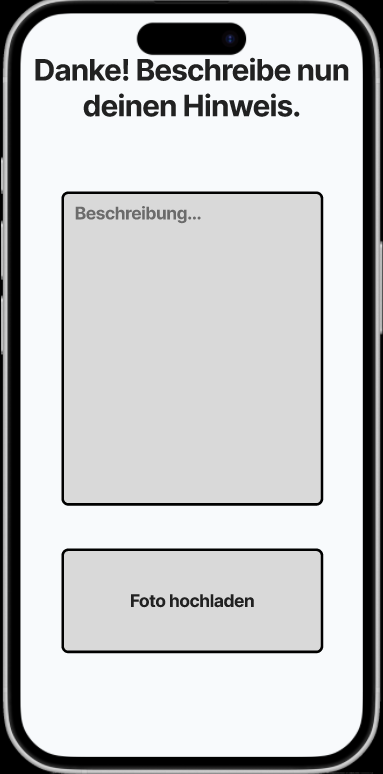 Danke! Beschreibe nun
deinen Hinweis.
Beschreibung...
Foto hochladen